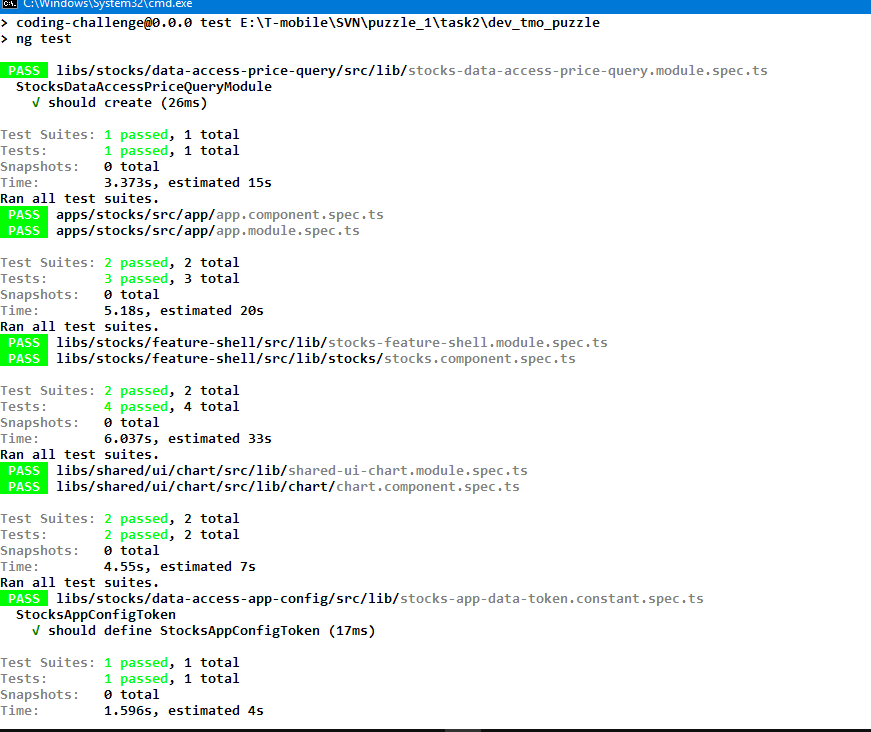 C:\Windows\System32\cmd.exe
> coding-challenge@0.0.0 test E:\T-mobile\SVN\puzzle_1\task2\dev_tmo_puzzle
> ng test
PASS libs/stocks/data-access-price-query/src/lib/stocks-data-access-price-query.module.spec.ts
StocksDataAccessPriceQueryModule
√ should create (26ms)
Test Suites: 1 passed, 1 total
Tests: 1 passed, 1 total
Snapshots: 0 total
Time: 3.373s, estimated 15s
Ran all test suites.
PASS apps/stocks/src/app/app.component.spec.ts
PASS apps/stocks/src/app/app.module.spec.ts
Test Suites: 2 passed, 2 total
Tests: 3 passed, 3 total
Snapshots: 0 total
Time: 5.18s, estimated 20s
Ran all test suites.
PASS libs/stocks/feature-shell/src/lib/stocks-feature-shell.module.spec.ts
PASS libs/stocks/feature-shell/src/lib/stocks/stocks.component.spec.ts
Test Suites: 2 passed, 2 total
Tests: 4 passed, 4 total
Snapshots: 0 total
Time: 6.037s, estimated 33s
Ran all test suites.
PASS libs/shared/ui/chart/src/lib/shared-ui-chart.module.spec.ts
PASS libs/shared/ui/chart/src/lib/chart/chart.component.spec.ts
Test Suites: 2 passed, 2 total
Tests: 2 passed, 2 total
Snapshots: 0 total
Time: 4.55s, estimated 7s
Ran all test suites.
PASS libs/stocks/data-access-app-config/src/lib/stocks-app-data-token.constant.spec.ts
StocksAppConfigToken
√ should define StocksAppConfigToken (17ms)
Test Suites: 1 passed, 1 total
Tests: 1 passed, 1 total
Snapshots: 0 total
Time: 1.596s, estimated 4s